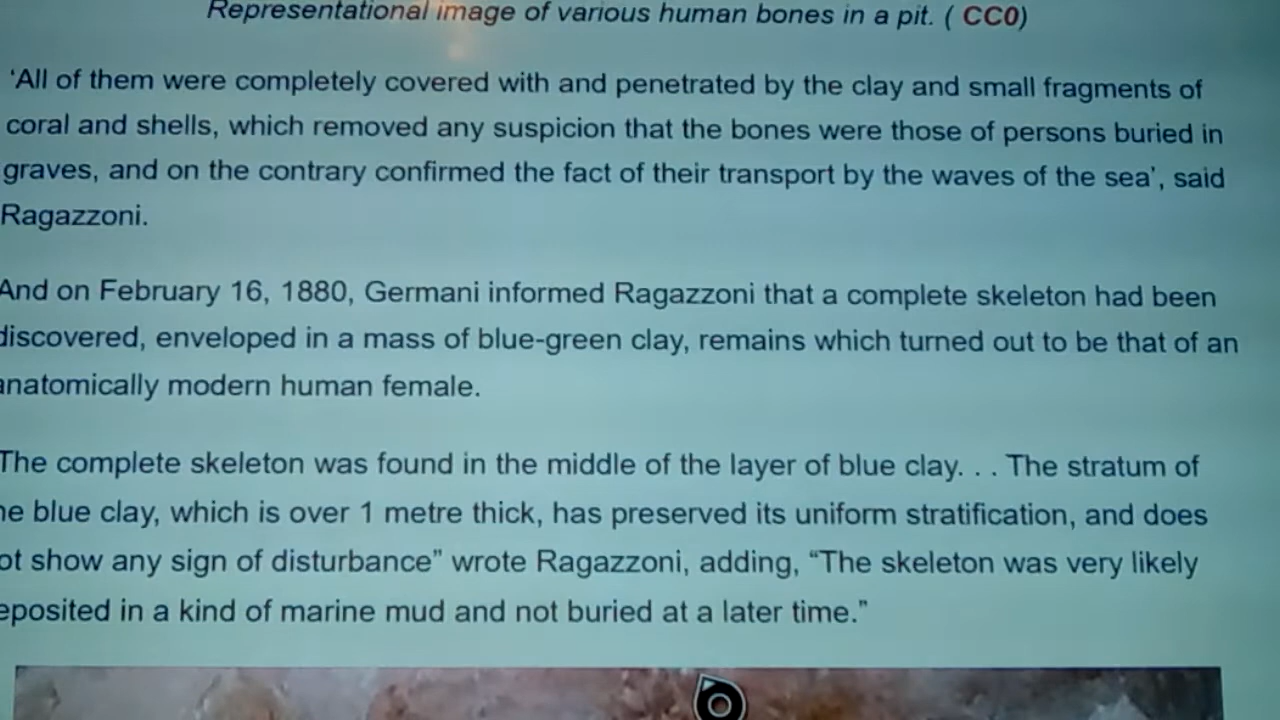 Representational image of various human bones in a pit. ( CC0)
'All of them were completely covered with and penetrated by the clay and small fragments of
coral and shells, which removed any suspicion that the bones were those of persons buried in
graves, and on the contrary confirmed the fact of their transport by the waves of the sea', said
Ragazzoni.
And on February 16, 1880, Germani informed Ragazzoni that a complete skeleton had been
discovered, enveloped in a mass of blue-green clay, remains which turned out to be that of an
anatomically modern human female.
The complete skeleton was found in the middle of the layer of blue clay. . . The stratum of
he blue clay, which is over 1 metre thick, has preserved its uniform stratification, and does
ot show any sign of disturbance” wrote Ragazzoni, adding, “The skeleton was very likely
eposited in a kind of marine mud and not buried at a later time.”